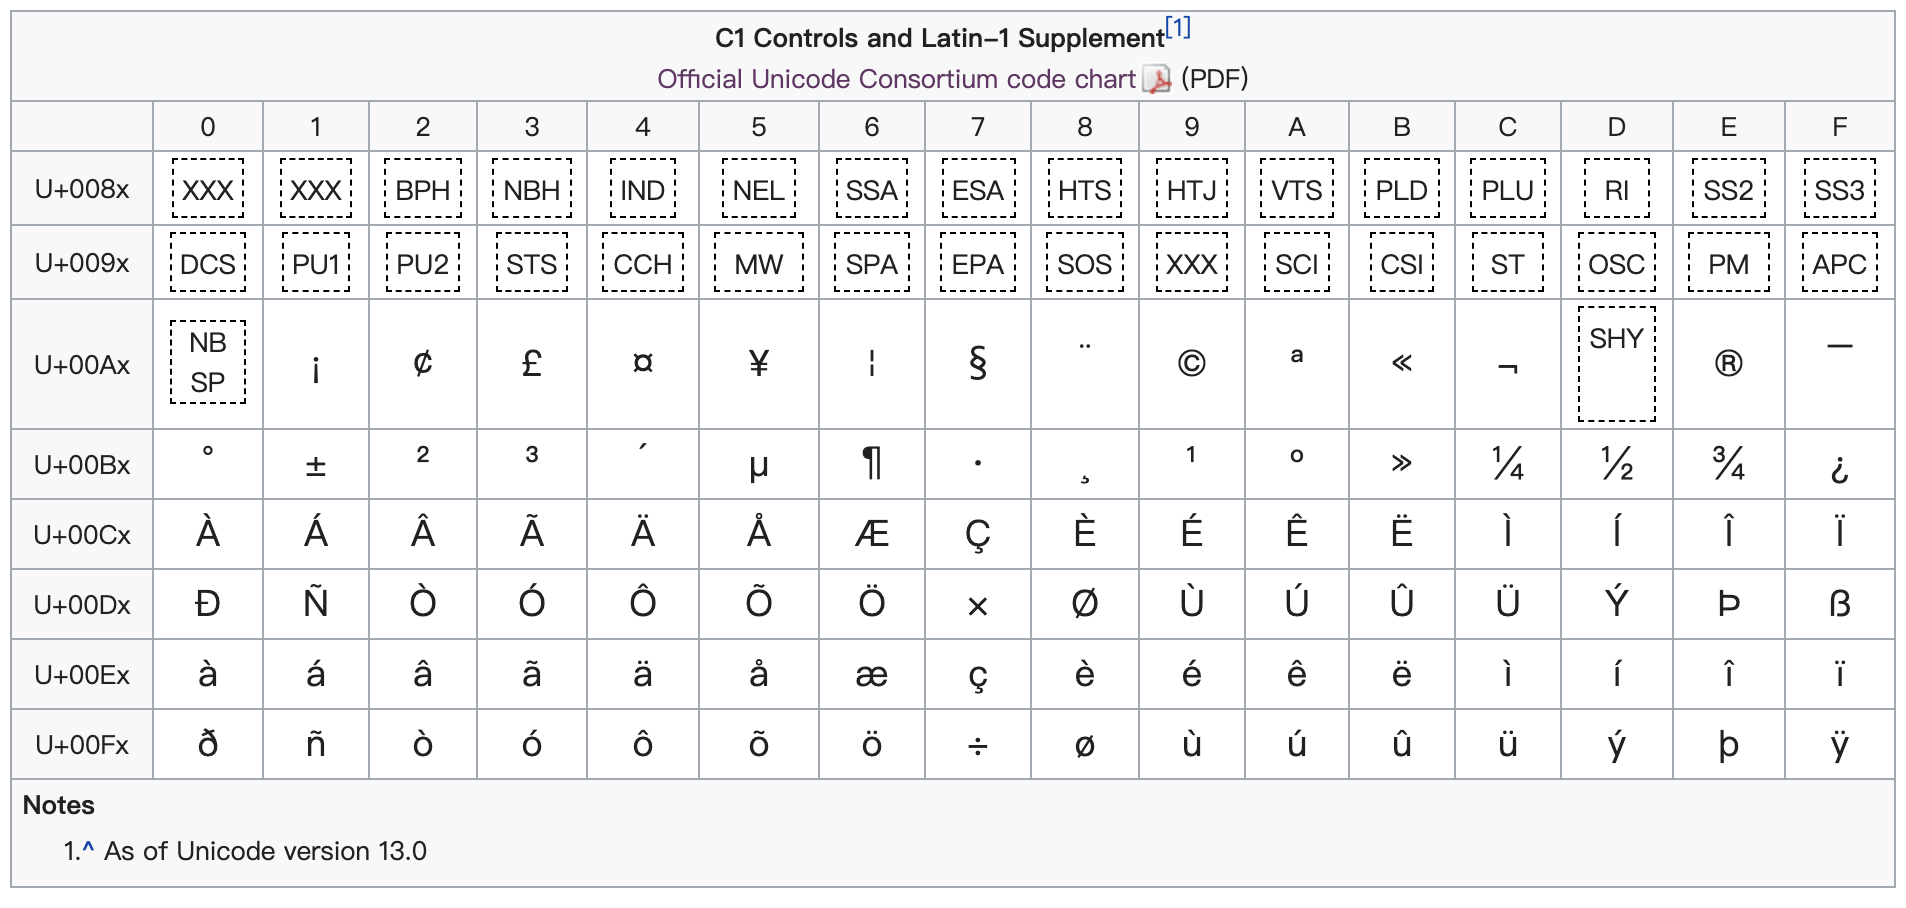 C1 Controls and Latin–1 Supplement[1]
Official Unicode Consortium code chart (PDF)
0 1 2 3 4 5 6 7 8 9 A B C D E F
U+008x XXX XXX BPH NBH IND NEL SSA ESA HTS HTJ VTS PLD PLU RI SS2 SS3
U+009x DCS PU1 PU2 STS CCH MW SPA EPA SOS XXX SCI CSI ST OSC PM APC
U+00Ax NB SP ¡ ¢ £ ¤ ¥ ¦ § ¨ © ª « ¬ SHY ® ¯
U+00Bx ° ± ² ³ ´ µ ¶ · ¸ ¹ º » ¼ ½ ¾ ¿
U+00Cx À Á Â Ã Ä Å Æ Ç È É Ê Ë Ì Í Î Ï
U+00Dx Ð Ñ Ò Ó Ô Õ Ö × Ø Ù Ú Û Ü Ý Þ ß
U+00Ex à á â ã ä å æ ç è é ê ë ì í î ï
U+00Fx ð ñ ò ó ô õ ö ÷ ø ù ú û ü ý þ ÿ
Notes
1.^ As of Unicode version 13.0